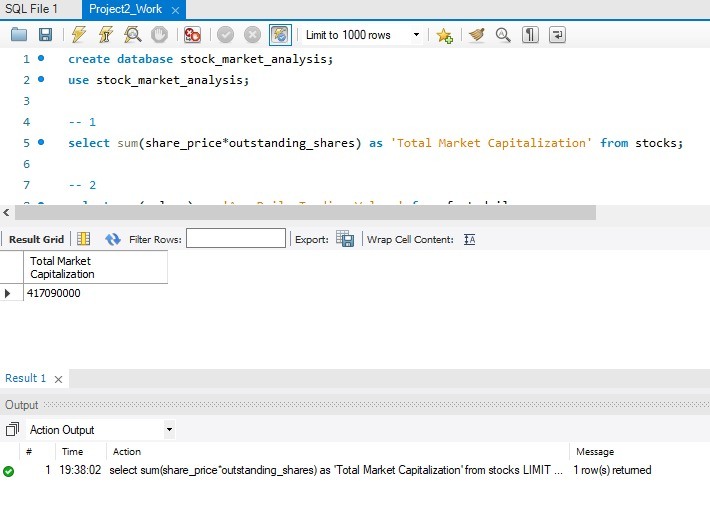 SQL File 1 Project2_Work ×
Limit to 1000 rows
1 create database stock_market_analysis;
2 use stock_market_analysis;
3
4 -- 1
5 select sum(share_price*outstanding_shares) as 'Total Market Capitalization' from stocks;
6
7 -- 2
Result Grid Filter Rows: Export: Wrap Cell Content: IA
Total Market
Capitalization
417090000
Result 1 ×
Output
Action Output
# Time Action Message
1 19:38:02 select sum(share_price*outstanding_shares) as 'Total Market Capitalization' from stocks LIMIT ... 1 row(s) returned